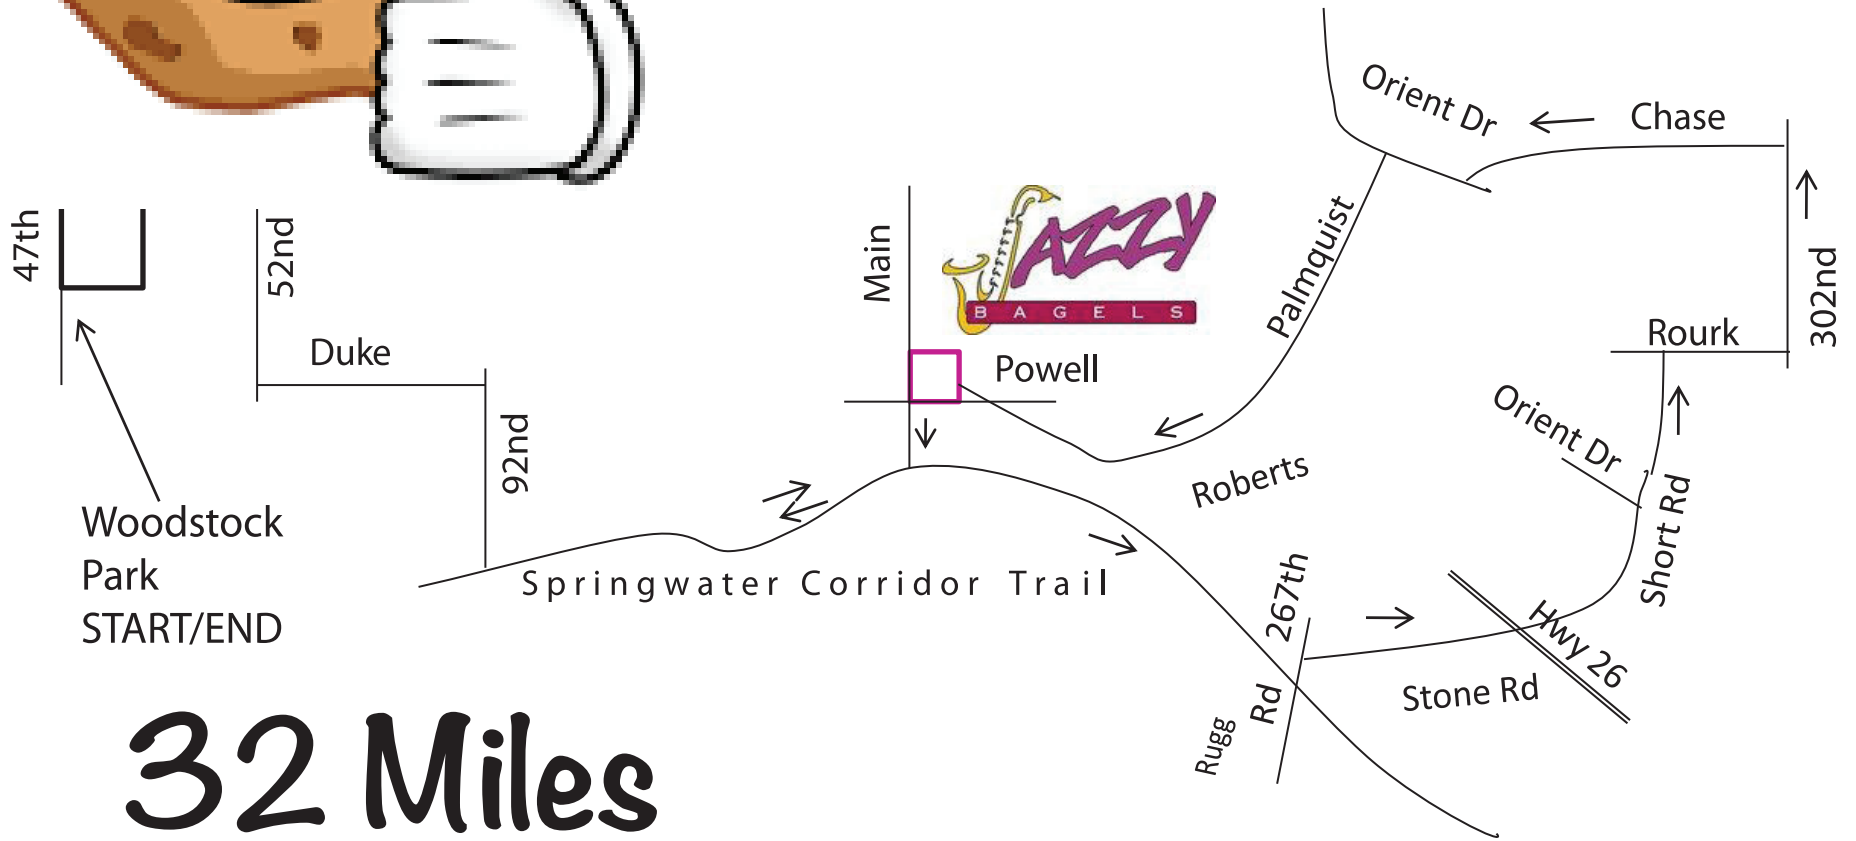 Orient Dr
Chase
47th
52nd
Main
AZZY
BAGELS
Palmquist
302nd
Duke
Powell
Rourk
92nd
Orient Dr
Roberts
Short Rd
Woodstock
Park
START/END
Springwater Corridor Trail
267th
Hwy 26
Stone Rd
Rugg
Rd
32 Miles